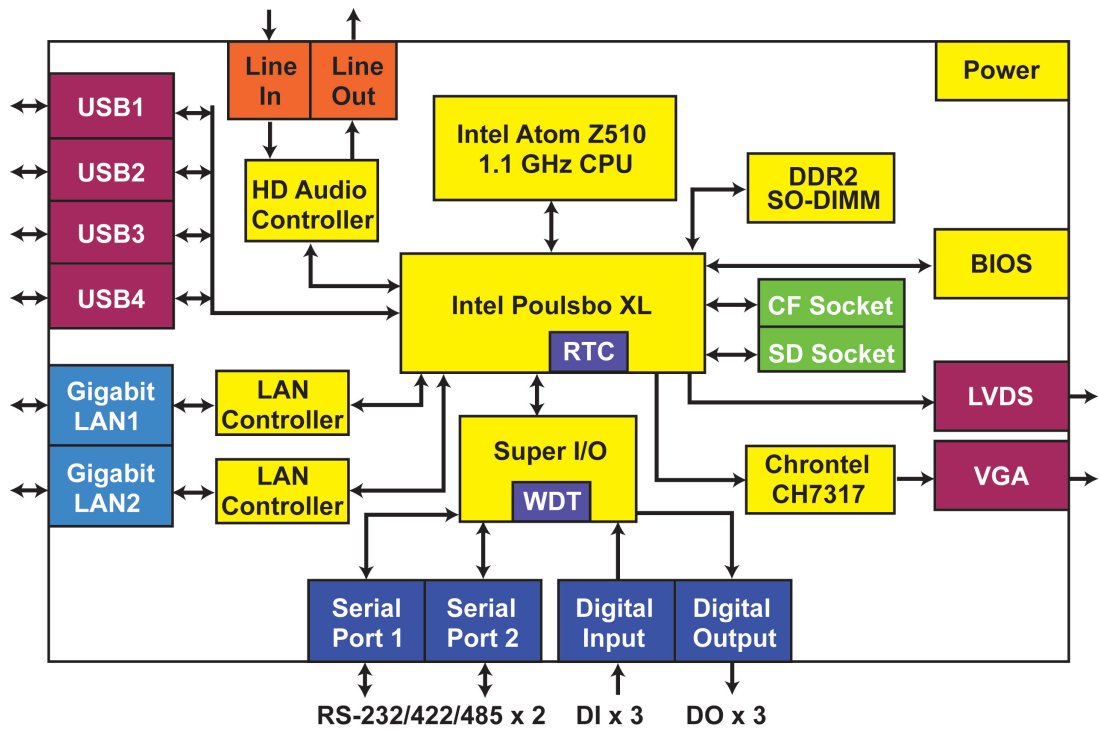 Line
In
Line
Out
Power
USB1
USB2
USB3
USB4
Intel Atom Z510
1.1 GHz CPU
HD Audio
Controller
DDR2
SO-DIMM
BIOS
Intel Poulsbo XL
RTC
CF Socket
SD Socket
Gigabit
LAN1
LAN
Controller
LVDS
Gigabit
LAN2
LAN
Controller
Super I/O
WDT
Chrontel
CH7317
VGA
Serial
Port 1
Serial
Port 2
Digital
Input
Digital
Output
RS-232/422/485 x 2
DI x 3
DO x 3